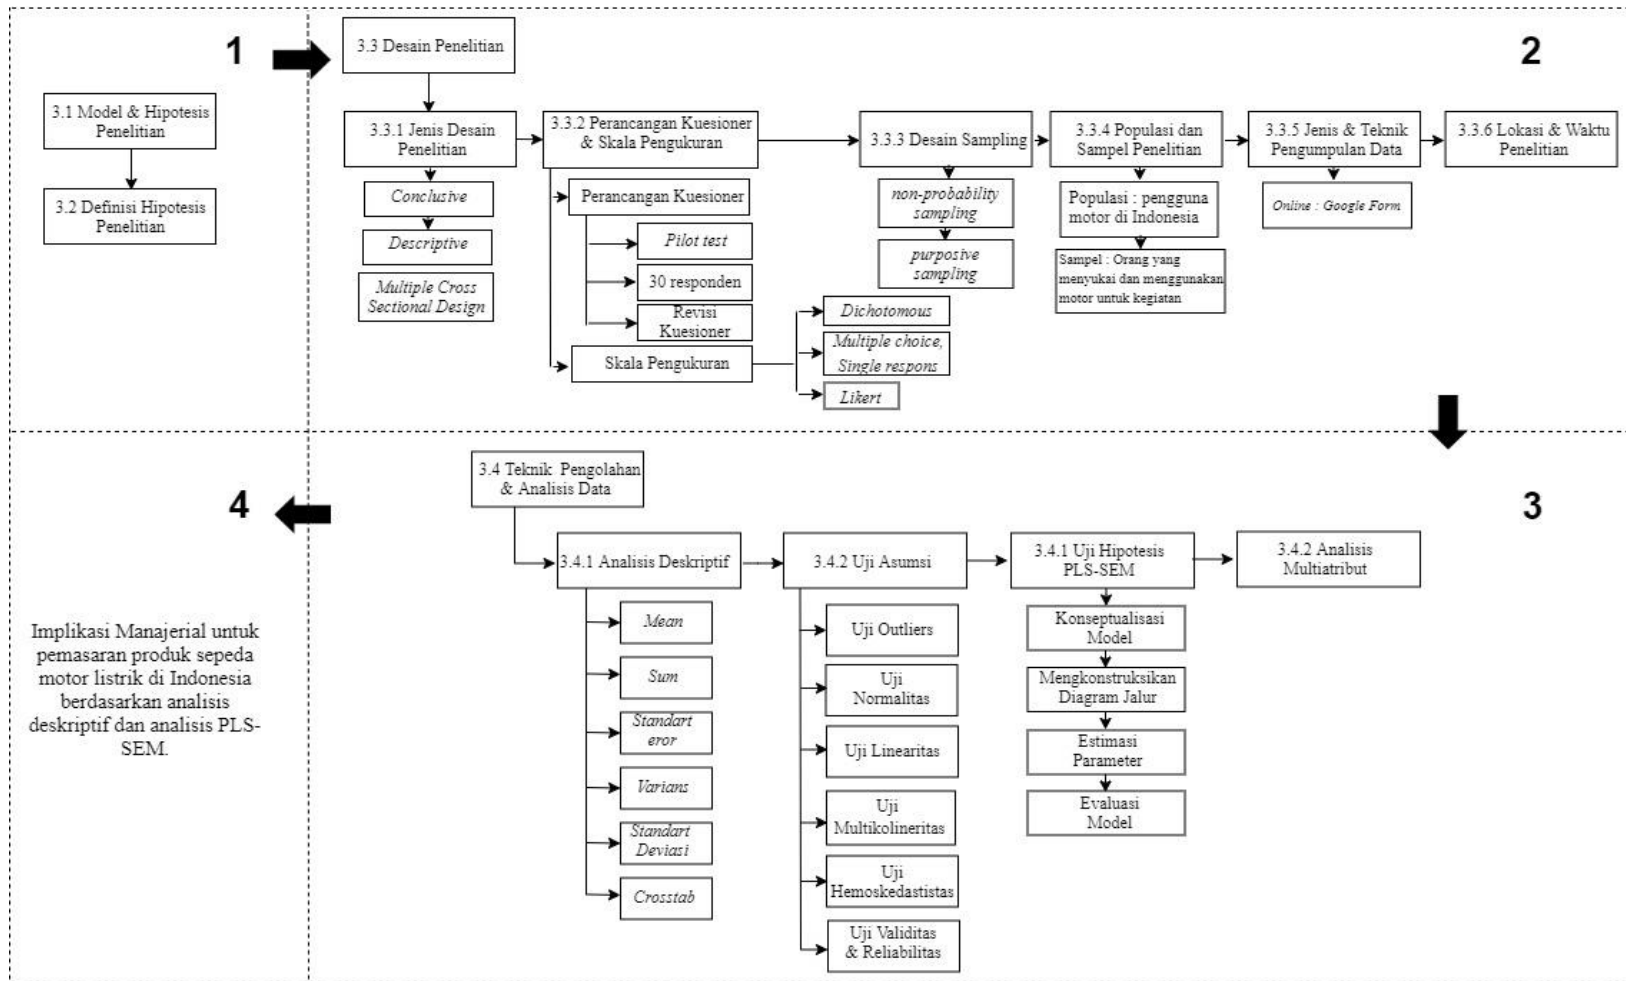 1
3.1 Model & Hipotesis
Penelitian
3.2 Definisi Hipotesis
Penelitian
2
3.3 Desain Penelitian
3.3.1 Jenis Desain
Penelitian
Conclusive
Descriptive
Multiple Cross
Sectional Design
3.3.2 Perancangan Kuesioner
& Skala Pengukuran
Perancangan Kuesioner
Pilot test
30 responden
Revisi
Kuesioner
Skala Pengukuran
Dichotomous
Multiple choice,
Single respons
Likert
3.3.3 Desain Sampling
non-probability
sampling
purposive
sampling
3.3.4 Populasi dan
Sampel Penelitian
Populasi : pengguna
motor di Indonesia
Sampel : Orang yang
menyukai dan menggunakan
motor untuk kegiatan
3.3.5 Jenis & Teknik
Pengumpulan Data
Online : Google Form
3.3.6 Lokasi & Waktu
Penelitian
3
3.4 Teknik Pengolahan
& Analisis Data
3.4.1 Analisis Deskriptif
Mean
Sum
Standart
eror
Varians
Standart
Deviasi
Crosstab
3.4.2 Uji Asumsi
Uji Outliers
Uji
Normalitas
Uji Linearitas
Uji
Multikolineritas
Uji
Hemoskedastistas
Uji Validitas
& Reliabilitas
3.4.1 Uji Hipotesis
PLS-SEM
Konseptualisasi
Model
Mengkonstruksikan
Diagram Jalur
Estimasi
Parameter
Evaluasi
Model
3.4.2 Analisis
Multiatribut
4
Implikasi Manajerial untuk
pemasaran produk sepeda
motor listrik di Indonesia
berdasarkan analisis
deskriptif dan analisis PLS-
SEM.